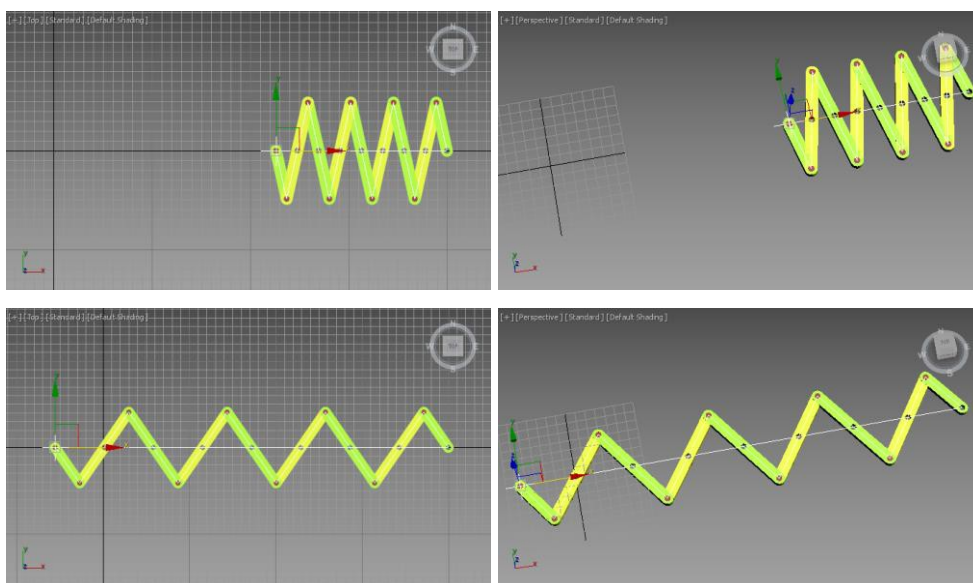 [+] [Top] [Standard] [Default Shading]
[+] [Perspective] [Standard] [Default Shading]
[+] [Top] [Standard] [Default Shading]
[+] [Perspective] [Standard] [Default Shading]